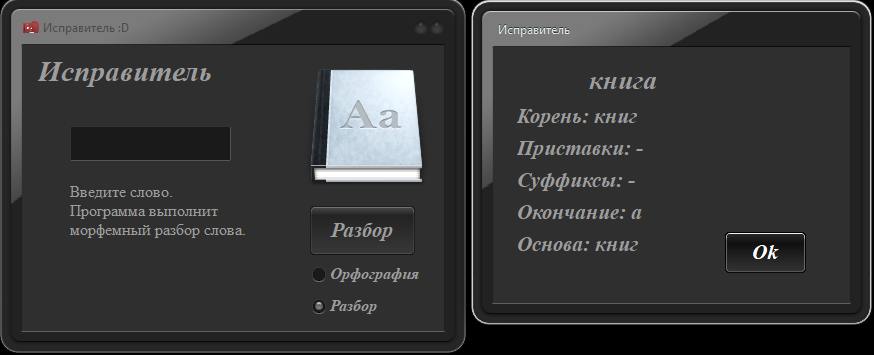 Исправитель :D
Исправитель
Aa
Введите слово.
Программа выполнит
морфемный разбор слова.
Разбор
Орфография
Разбор
Исправитель
книга
Корень: книг
Приставки: -
Суффиксы: -
Окончание: а
Основа: книг
Ok